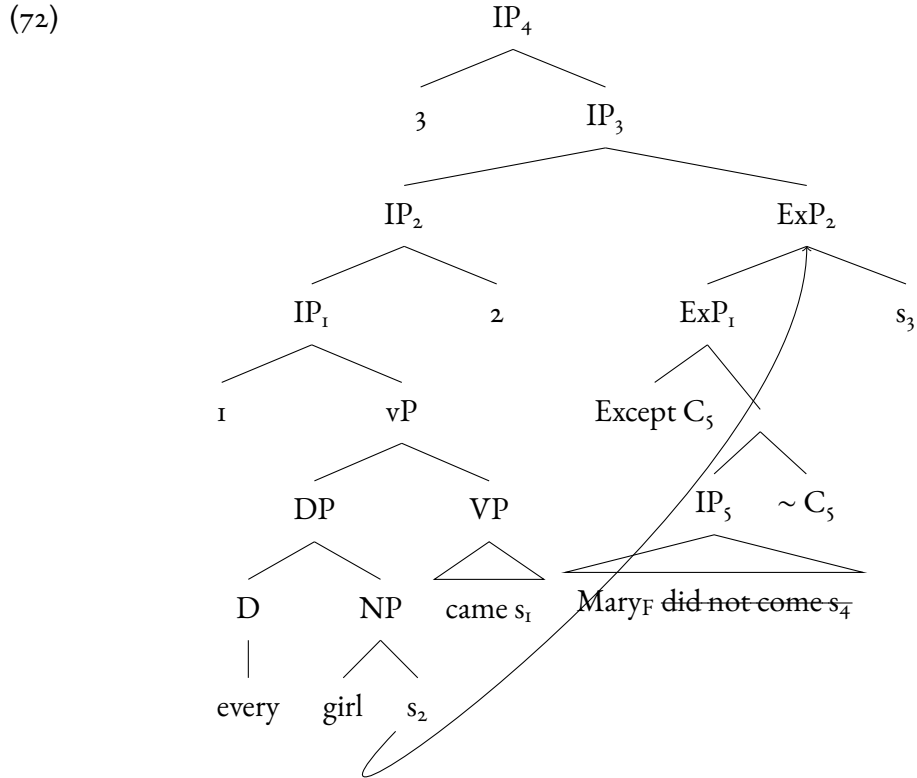 (72)
IP₄
3 IP₃
IP₂ ExP₂
IP₁ 2 ExP₁ s₃
1 vP Except C₅
DP VP IP₅ ~ C₅
D NP came s₁ Mary_F did not come s₄
every girl s₂